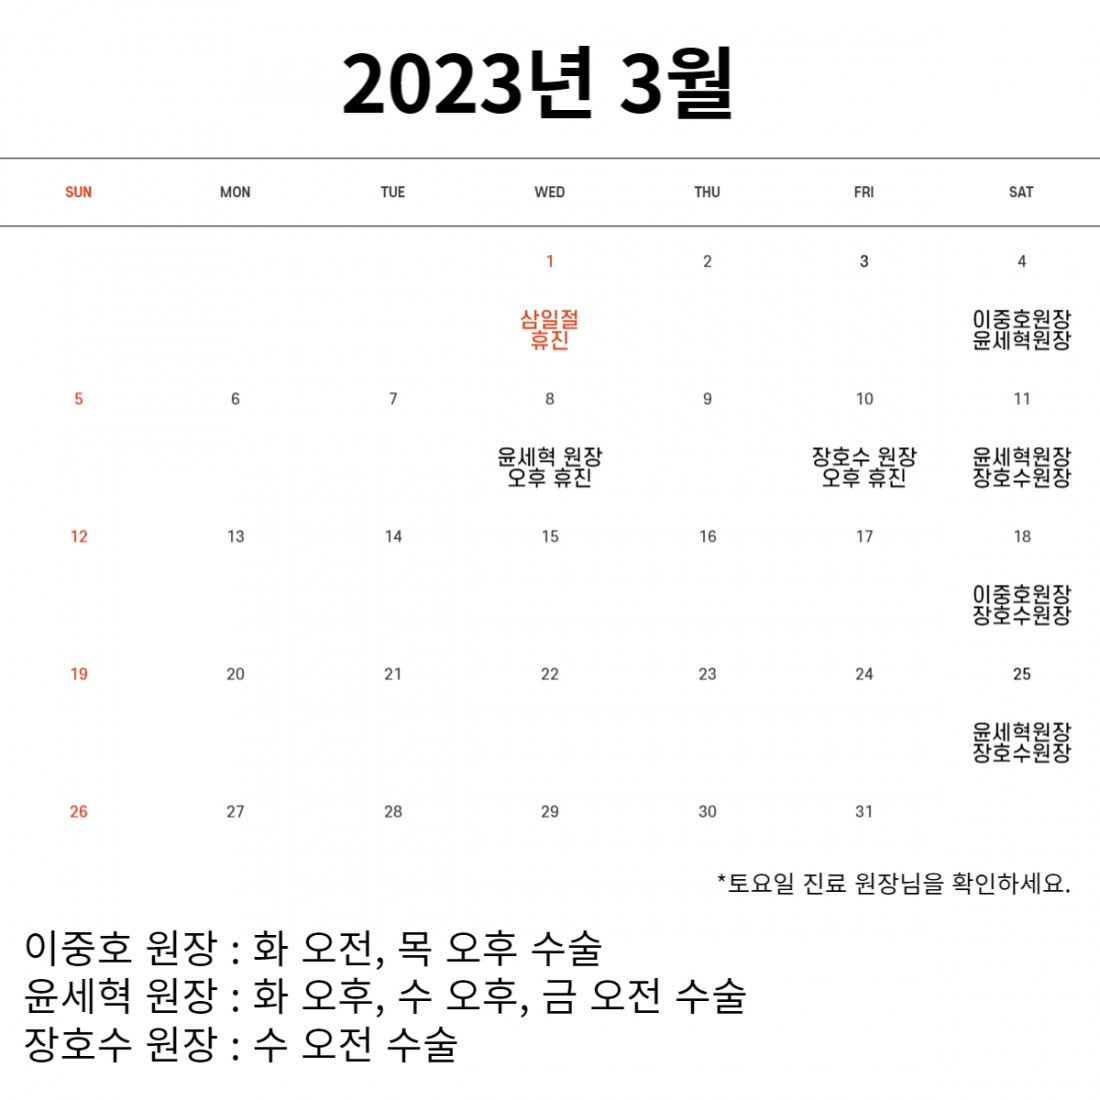 2023년 3월
SUN MON TUE WED THU FRI SAT
1 2 3 4
삼일절 이중호원장
휴진 윤세혁원장
5 6 7 8 9 10 11
윤세혁 원장 장호수 원장 윤세혁원장
오후 휴진 오후 휴진 장호수원장
12 13 14 15 16 17 18
이중호원장
장호수원장
19 20 21 22 23 24 25
윤세혁원장
장호수원장
26 27 28 29 30 31
*토요일 진료 원장님을 확인하세요.
이중호 원장 : 화 오전, 목 오후 수술
윤세혁 원장 : 화 오후, 수 오후, 금 오전 수술
장호수 원장 : 수 오전 수술